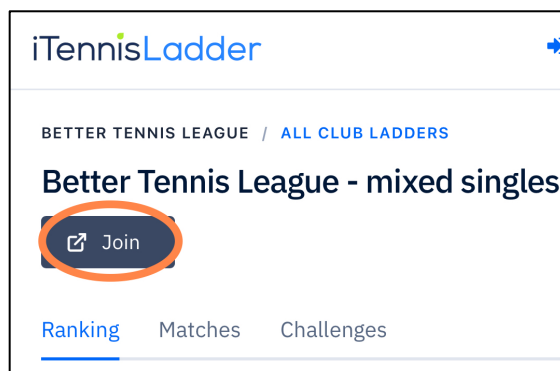 iTennisLadder
BETTER TENNIS LEAGUE / ALL CLUB LADDERS
Better Tennis League - mixed singles
Join
Ranking Matches Challenges